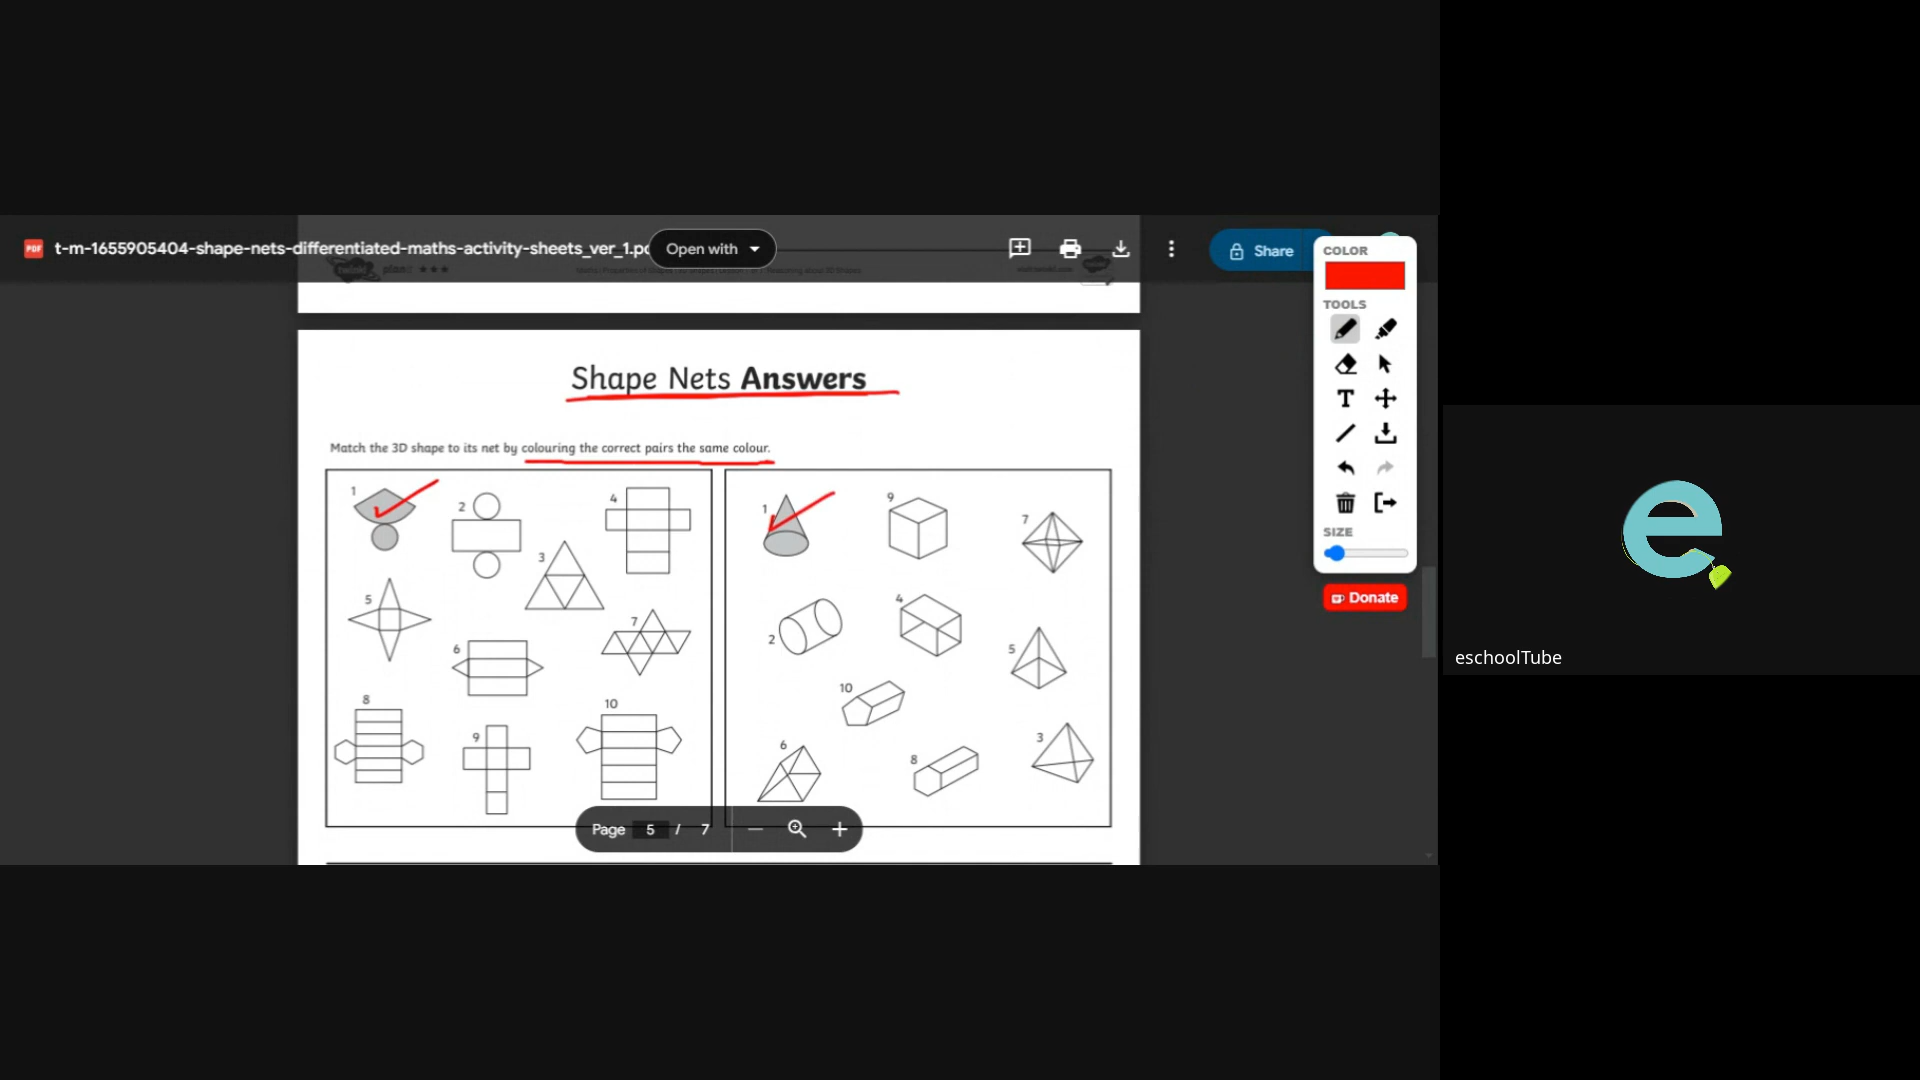 PDF t-m-1655905404-shape-nets-differentiated-maths-activity-sheets_ver_1.pd
Open with
Share
COLOR
TOOLS
T
SIZE
Donate
Shape Nets Answers
Match the 3D shape to its net by colouring the correct pairs the same colour.
1
2
4
3
5
7
6
8
10
9
1
9
7
2
4
5
10
6
8
3
Page 5 / 7
e
eschoolTube